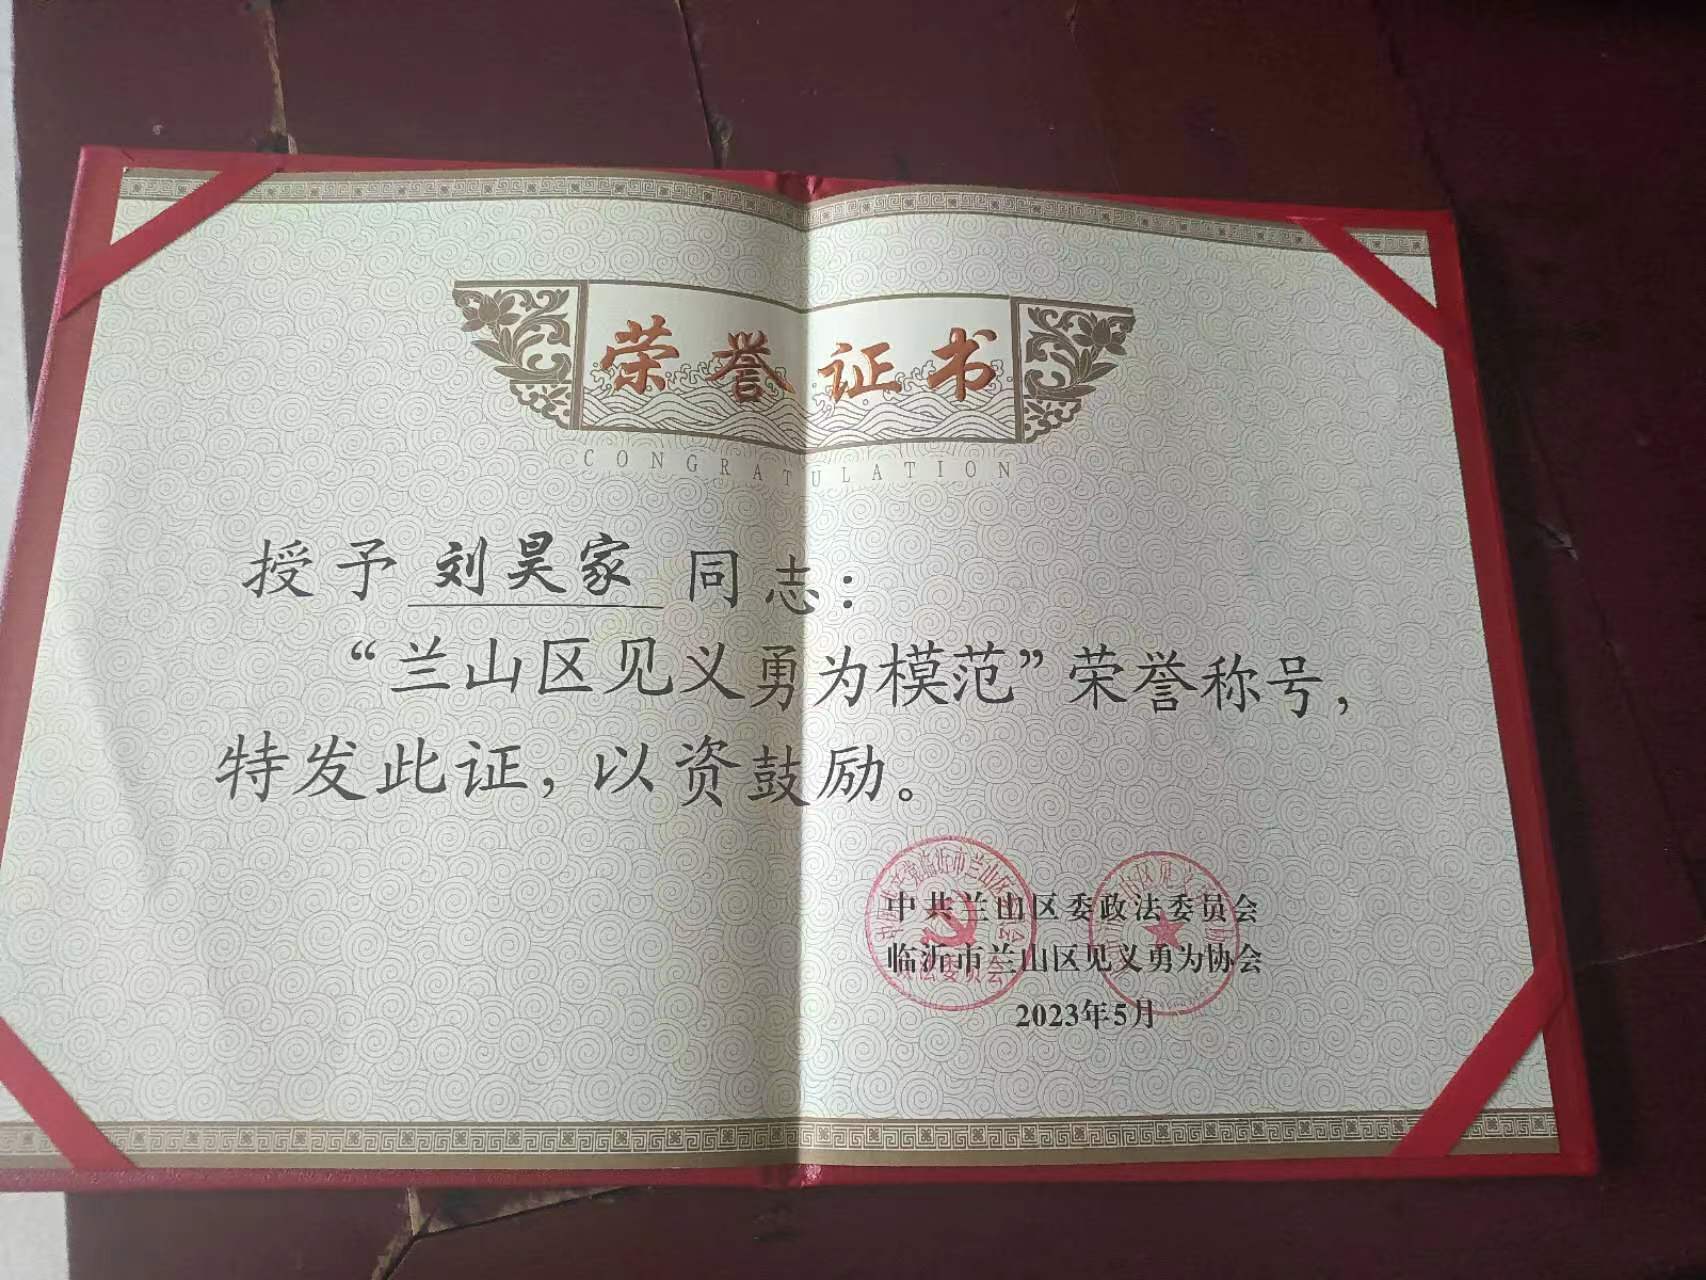 荣誉证书
CONGRATULATION
授予 刘昊家 同志：
“兰山区见义勇为模范”荣誉称号，
特发此证，以资鼓励。
中共兰山区委政法委员会
临沂市兰山区见义勇为协会
2023年5月